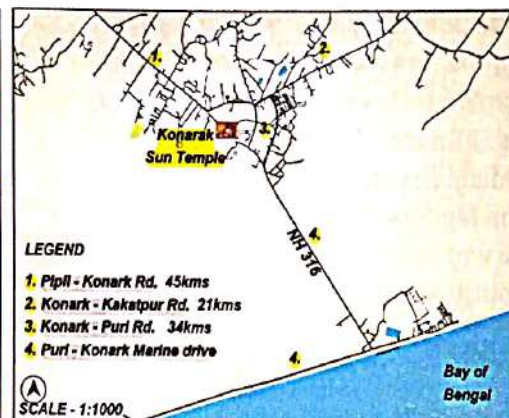 1.
2.
Konarak
Sun Temple
3.
4.
NH 316
LEGEND
1. Pipli - Konark Rd. 45kms
2. Konark - Kakatpur Rd. 21kms
3. Konark - Puri Rd. 34kms
4. Puri - Konark Marine drive
4.
Bay of
Bengal
A
SCALE - 1:1000